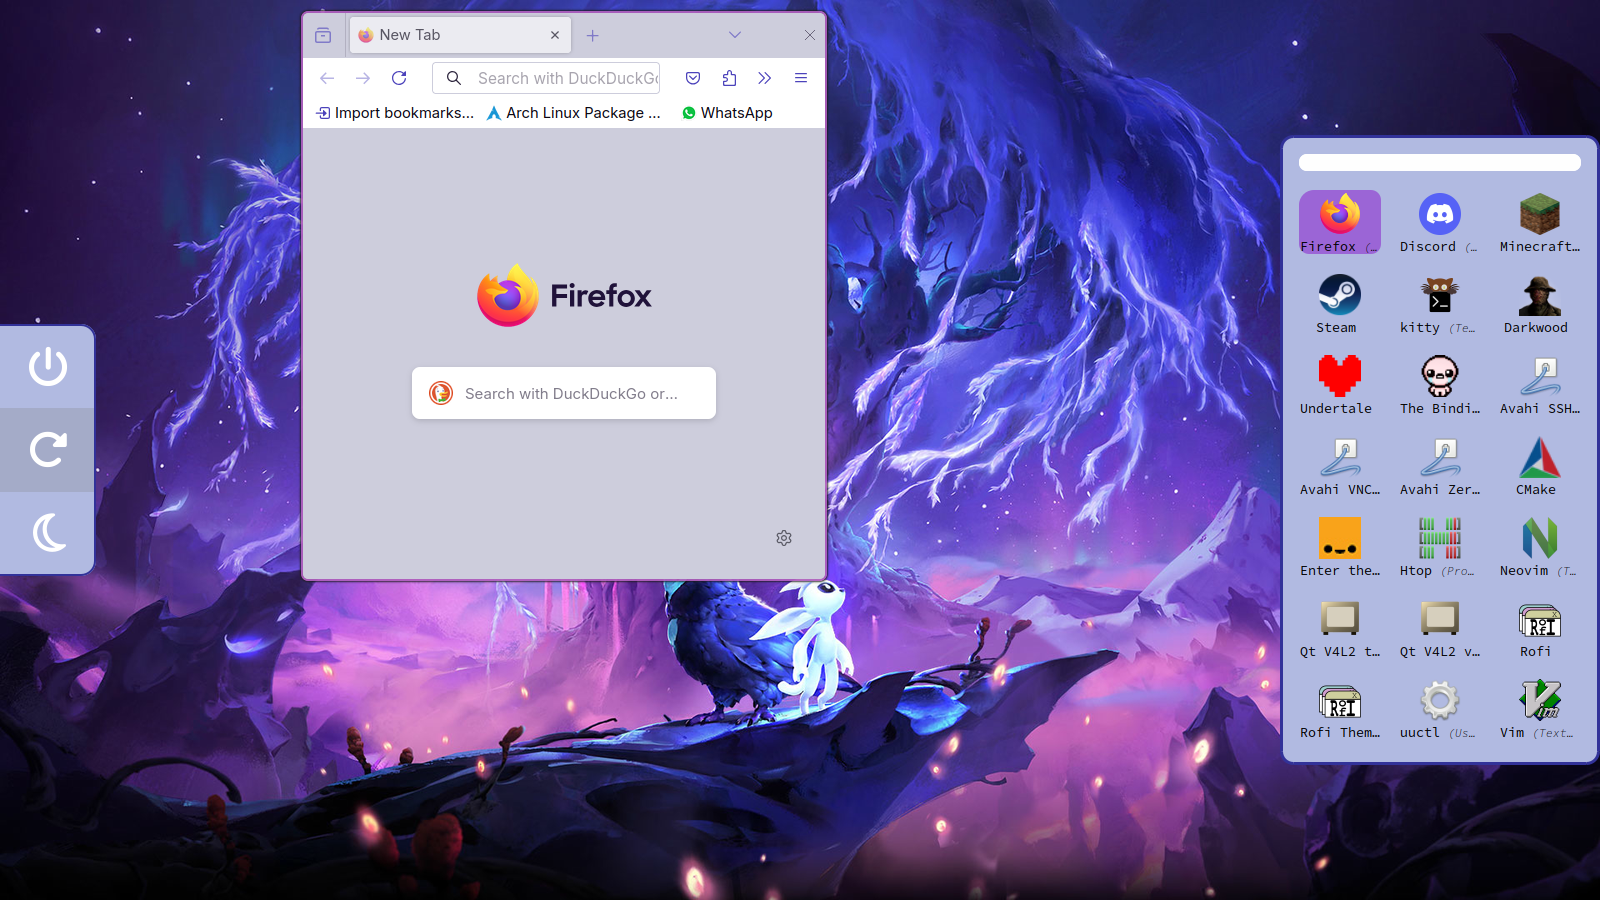 New Tab
Search with DuckDuckGo
Import bookmarks...
Arch Linux Package ...
WhatsApp
Firefox
Search with DuckDuckGo or...
Firefox (…
Discord (…
Minecraft…
Steam
kitty (Te…
Darkwood
Undertale
The Bindi…
Avahi SSH…
Avahi VNC…
Avahi Zer…
CMake
Enter the…
Htop (Pro…
Neovim (T…
Qt V4L2 t…
Qt V4L2 v…
Rofi
Rofi Them…
uuctl (Us…
Vim (Text…